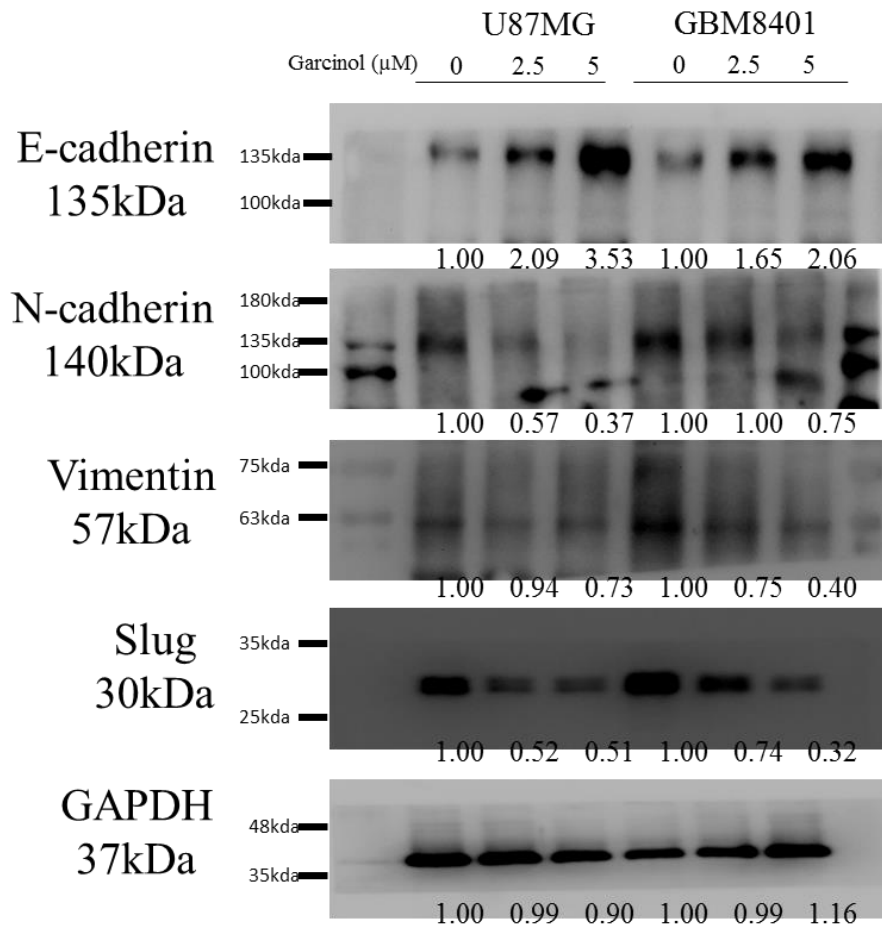 U87MG GBM8401
Garcinol (µM) 0 2.5 5 0 2.5 5
E-cadherin
135kDa
135kda
100kda
1.00 2.09 3.53 1.00 1.65 2.06
N-cadherin
140kDa
180kda
135kda
100kda
1.00 0.57 0.37 1.00 1.00 0.75
Vimentin
57kDa
75kda
63kda
1.00 0.94 0.73 1.00 0.75 0.40
Slug
30kDa
35kda
25kda
1.00 0.52 0.51 1.00 0.74 0.32
GAPDH
37kDa
48kda
35kda
1.00 0.99 0.90 1.00 0.99 1.16